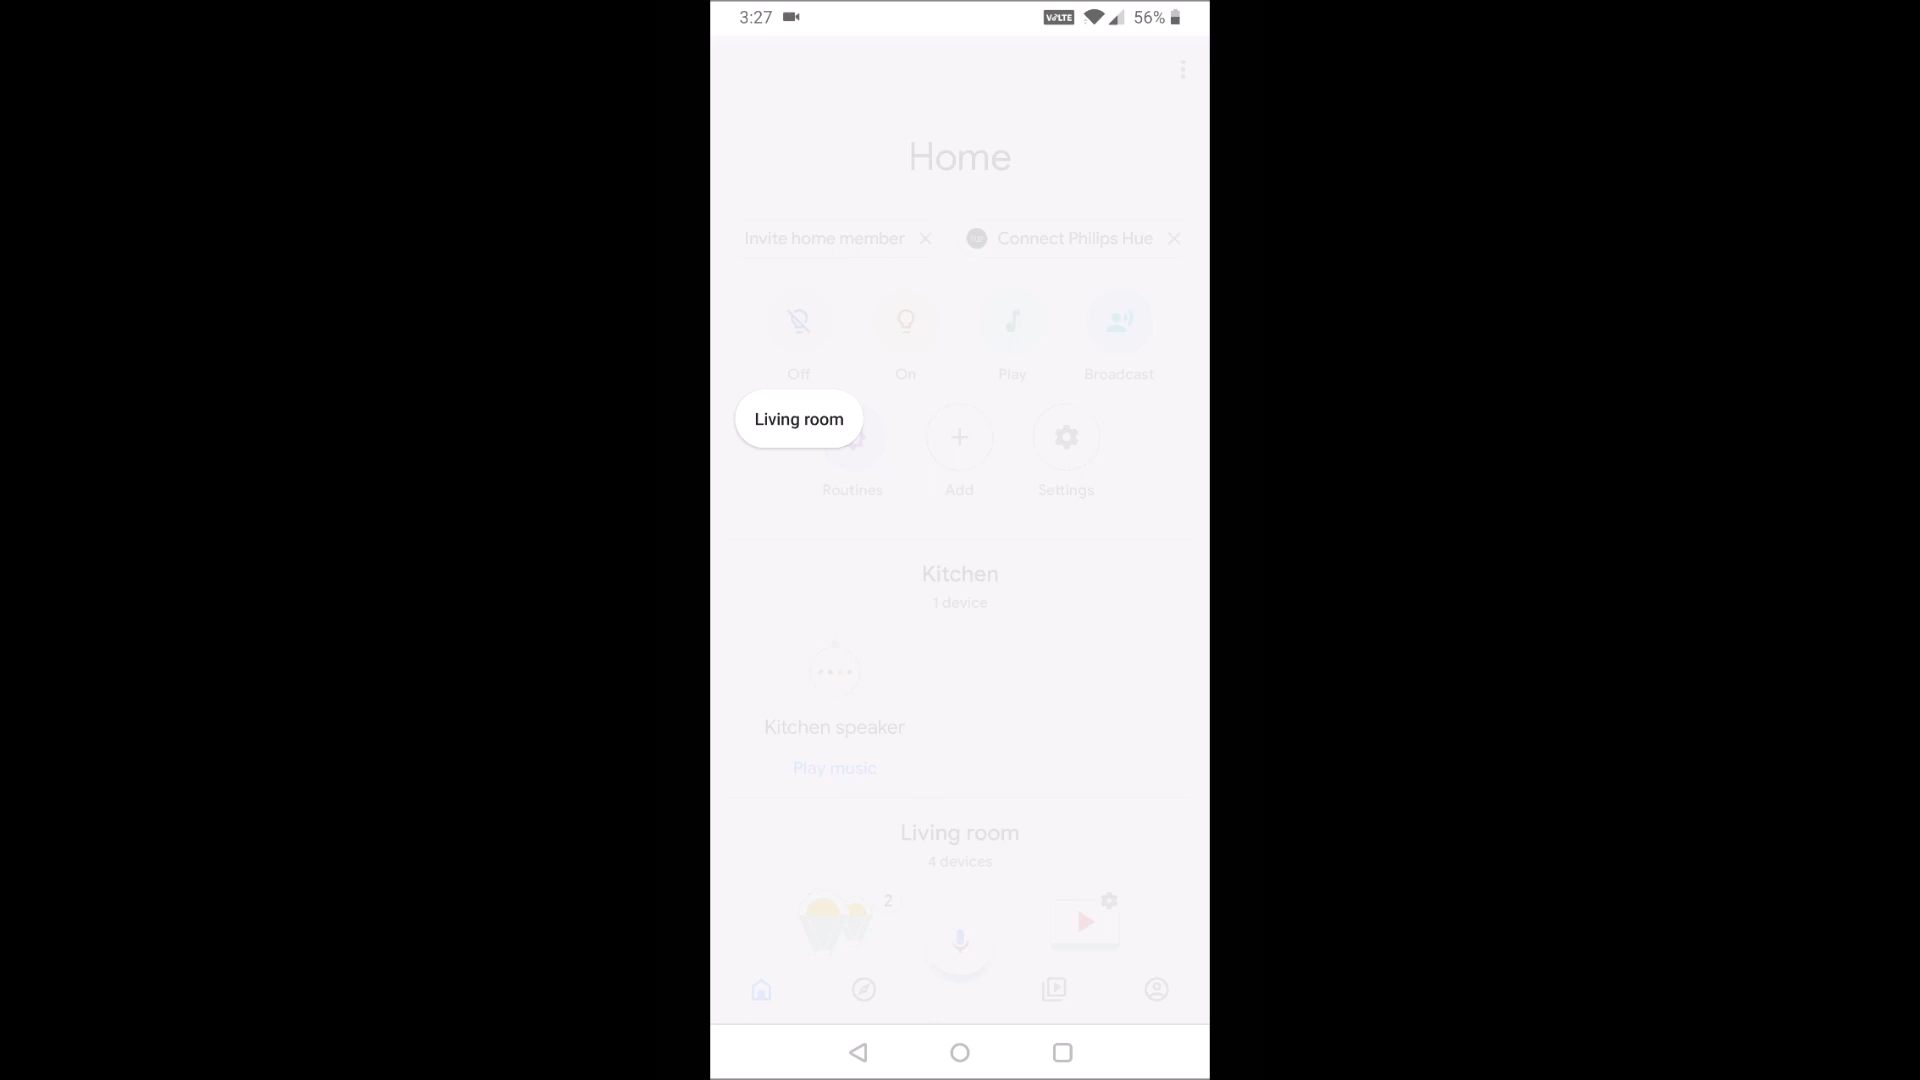 3:27 VoLTE 56%
Home
Invite home member Connect Philips Hue
Off On Play Broadcast
Living room
Routines Add Settings
Kitchen
1 device
Kitchen speaker
Play music
Living room
4 devices
2